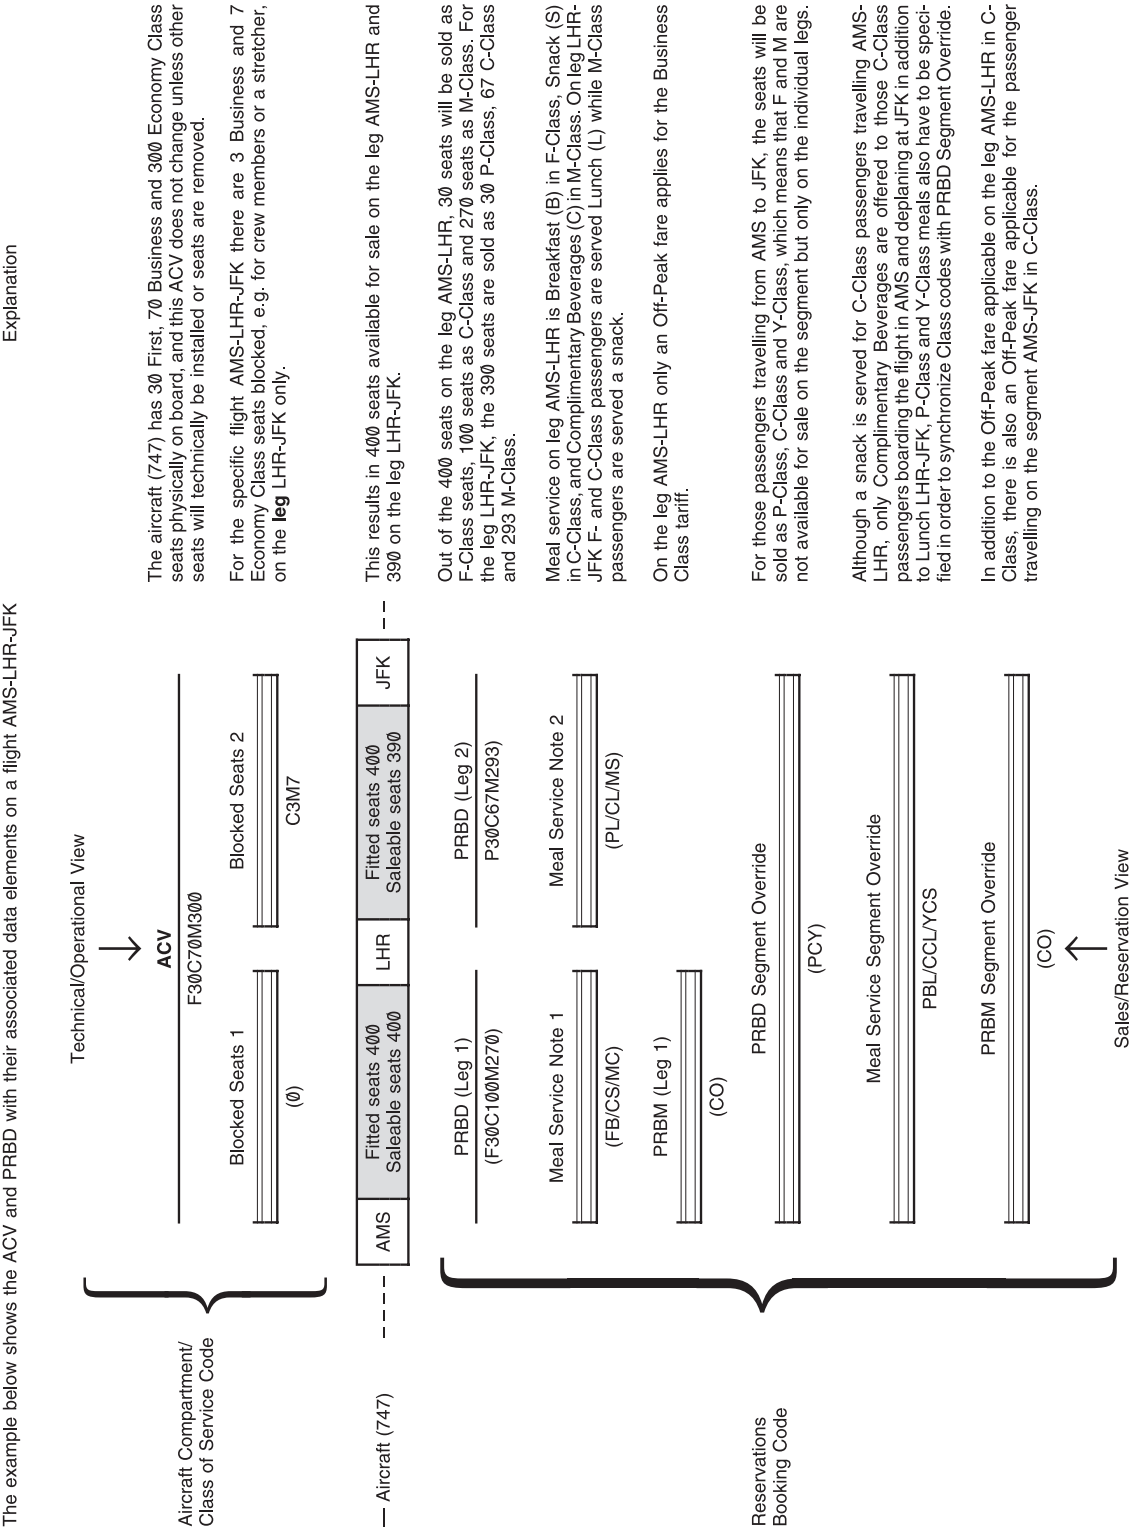 The example below shows the ACV and PRBD with their associated data elements on a flight AMS-LHR-JFK
Explanation
Technical/Operational View
Aircraft Compartment/
Class of Service Code
ACV
F30C70M300
The aircraft (747) has 30 First, 70 Business and 300 Economy Class
seats physically on board, and this ACV does not change unless other
seats will technically be installed or seats are removed.
Blocked Seats 1
(0)
Blocked Seats 2
C3M7
For the specific flight AMS-LHR-JFK there are 3 Business and 7
Economy Class seats blocked, e.g. for crew members or a stretcher,
on the leg LHR-JFK only.
Aircraft (747)
AMS
Fitted seats 400
Saleable seats 400
LHR
Fitted seats 400
Saleable seats 390
JFK
This results in 400 seats available for sale on the leg AMS-LHR and
390 on the leg LHR-JFK.
Reservations
Booking Code
PRBD (Leg 1)
(F30C100M270)
PRBD (Leg 2)
P30C67M293)
Out of the 400 seats on the leg AMS-LHR, 30 seats will be sold as
F-Class seats, 100 seats as C-Class and 270 seats as M-Class. For
the leg LHR-JFK, the 390 seats are sold as 30 P-Class, 67 C-Class
and 293 M-Class.
Meal Service Note 1
(FB/CS/MC)
Meal Service Note 2
(PL/CL/MS)
Meal service on leg AMS-LHR is Breakfast (B) in F-Class, Snack (S)
in C-Class, and Complimentary Beverages (C) in M-Class. On leg LHR-
JFK F- and C-Class passengers are served Lunch (L) while M-Class
passengers are served a snack.
PRBM (Leg 1)
(CO)
On the leg AMS-LHR only an Off-Peak fare applies for the Business
Class tariff.
PRBD Segment Override
(PCY)
For those passengers travelling from AMS to JFK, the seats will be
sold as P-Class, C-Class and Y-Class, which means that F and M are
not available for sale on the segment but only on the individual legs.
Meal Service Segment Override
PBL/CCL/YCS
Although a snack is served for C-Class passengers travelling AMS-
LHR, only Complimentary Beverages are offered to those C-Class
passengers boarding the flight in AMS and deplaning at JFK in addition
to Lunch LHR-JFK, P-Class and Y-Class meals also have to be speci-
fied in order to synchronize Class codes with PRBD Segment Override.
PRBM Segment Override
(CO)
In addition to the Off-Peak fare applicable on the leg AMS-LHR in C-
Class, there is also an Off-Peak fare applicable for the passenger
travelling on the segment AMS-JFK in C-Class.
Sales/Reservation View